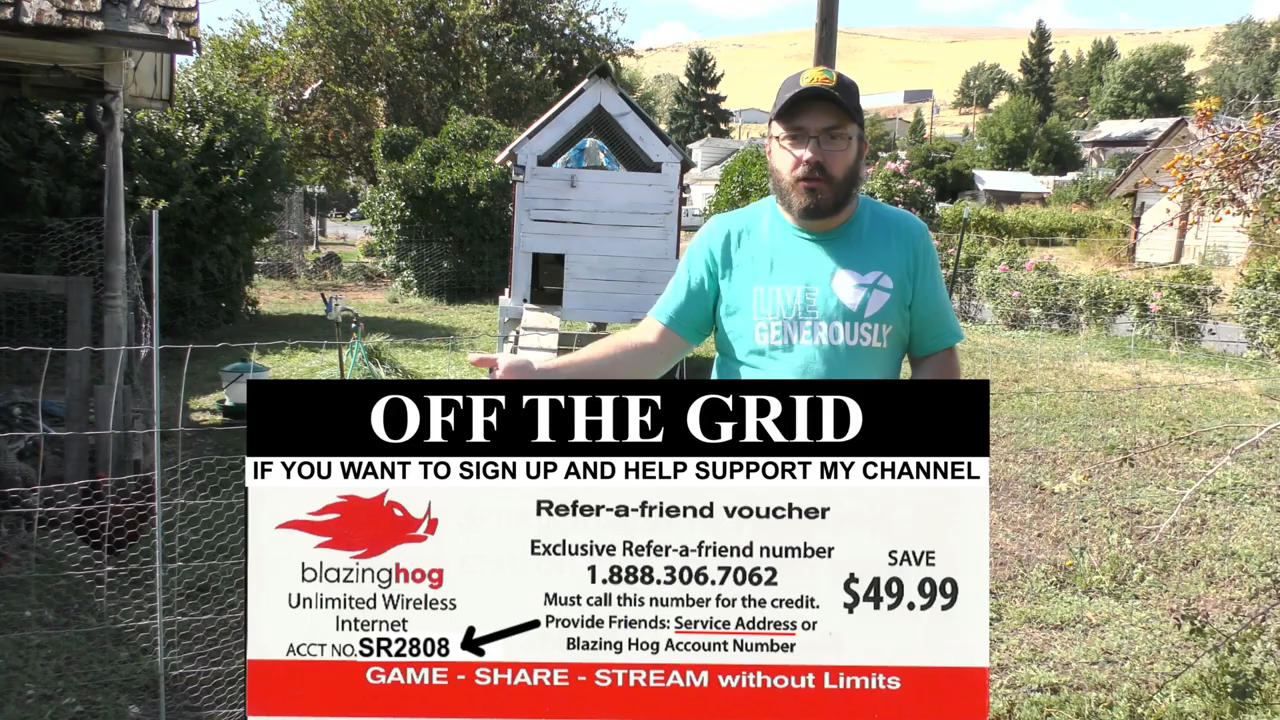 LIVE
GENEROUSLY
OFF THE GRID
IF YOU WANT TO SIGN UP AND HELP SUPPORT MY CHANNEL
Refer-a-friend voucher
Exclusive Refer-a-friend number
1.888.306.7062
Must call this number for the credit.
Provide Friends: Service Address or
Blazing Hog Account Number
SAVE
$49.99
blazinghog
Unlimited Wireless
Internet
ACCT NO.SR2808
GAME - SHARE - STREAM without Limits